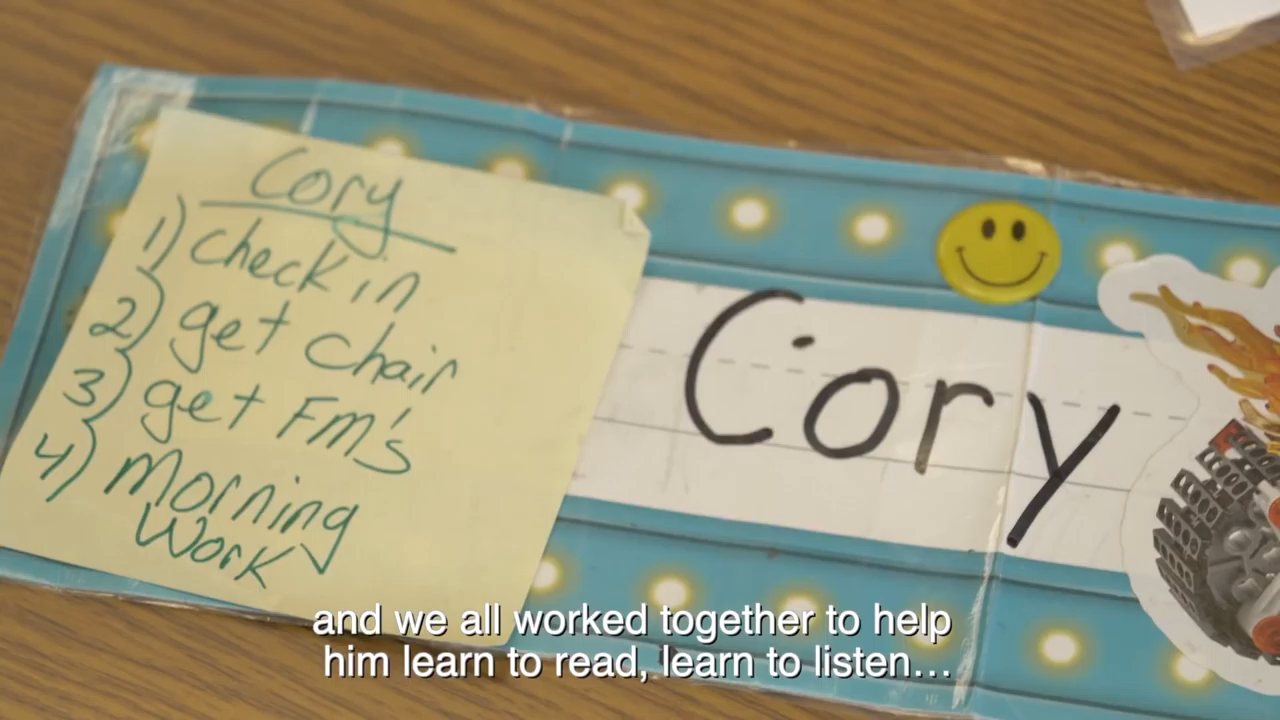 Cory
1) check in
2) get chair
3) get FM's
4) Morning
Work
Cory
and we all worked together to help
him learn to read, learn to listen...